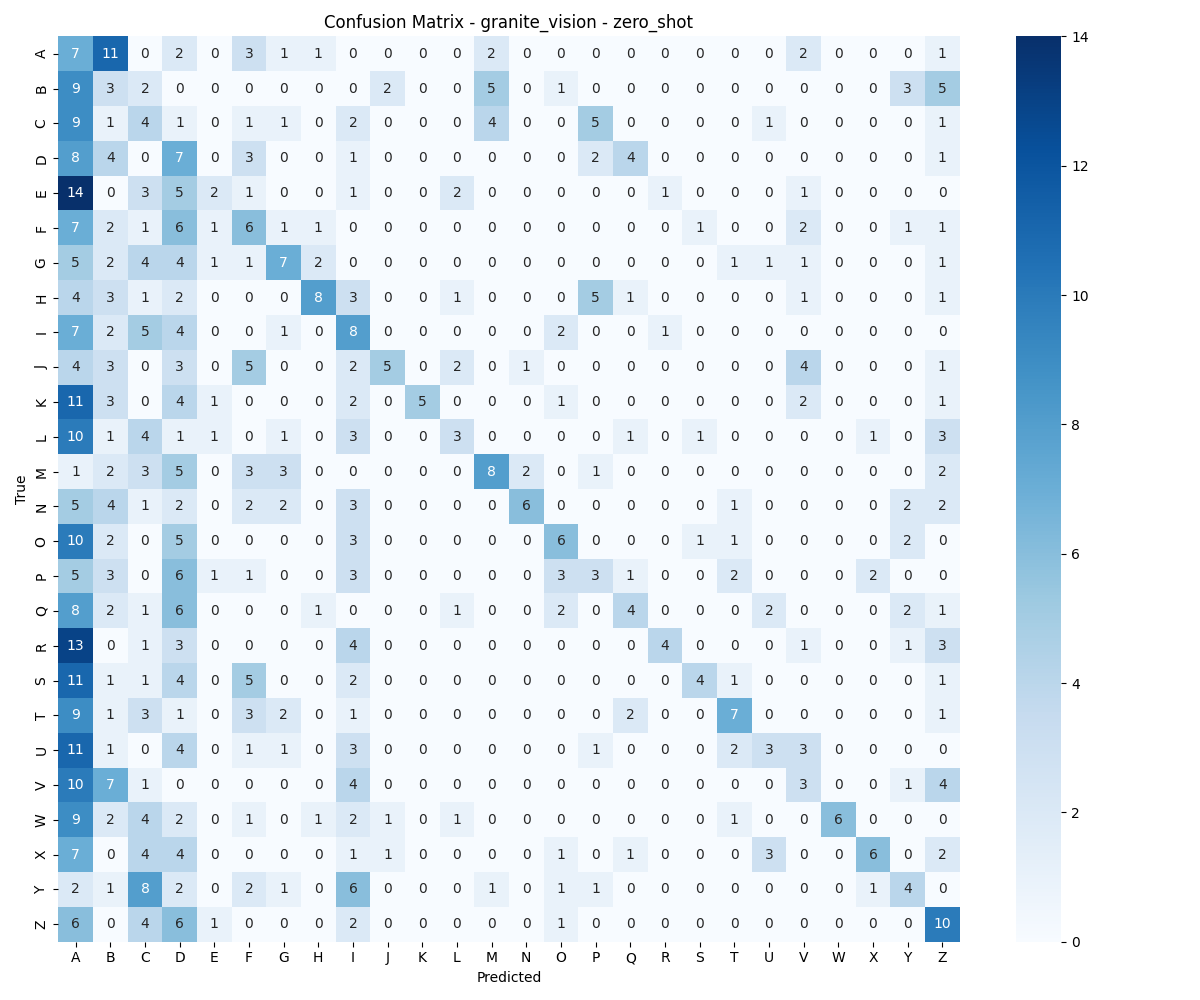 Confusion Matrix - granite_vision - zero_shot
A 7 11 0 2 0 3 1 1 0 0 0 0 2 0 0 0 0 0 0 0 0 2 0 0 0 1
B 9 3 2 0 0 0 0 0 0 2 0 0 5 0 1 0 0 0 0 0 0 0 0 0 3 5
C 9 1 4 1 0 1 1 0 2 0 0 0 4 0 0 5 0 0 0 0 1 0 0 0 0 1
D 8 4 0 7 0 3 0 0 1 0 0 0 0 0 0 2 4 0 0 0 0 0 0 0 0 1
E 14 0 3 5 2 1 0 0 1 0 0 2 0 0 0 0 0 1 0 0 0 1 0 0 0 0
F 7 2 1 6 1 6 1 1 0 0 0 0 0 0 0 0 0 0 1 0 0 2 0 0 1 1
G 5 2 4 4 1 1 7 2 0 0 0 0 0 0 0 0 0 0 0 1 1 1 0 0 0 1
H 4 3 1 2 0 0 0 8 3 0 0 1 0 0 0 5 1 0 0 0 0 1 0 0 0 1
I 7 2 5 4 0 0 1 0 8 0 0 0 0 0 2 0 0 1 0 0 0 0 0 0 0 0
J 4 3 0 3 0 5 0 0 2 5 0 2 0 1 0 0 0 0 0 0 0 4 0 0 0 1
K 11 3 0 4 1 0 0 0 2 0 5 0 0 0 1 0 0 0 0 0 0 2 0 0 0 1
L 10 1 4 1 1 0 1 0 3 0 0 3 0 0 0 0 1 0 1 0 0 0 0 1 0 3
M 1 2 3 5 0 3 3 0 0 0 0 0 8 2 0 1 0 0 0 0 0 0 0 0 0 2
N 5 4 1 2 0 2 2 0 3 0 0 0 0 6 0 0 0 0 0 1 0 0 0 0 2 2
O 10 2 0 5 0 0 0 0 3 0 0 0 0 0 6 0 0 0 1 1 0 0 0 0 2 0
P 5 3 0 6 1 1 0 0 3 0 0 0 0 0 3 3 1 0 0 2 0 0 0 2 0 0
Q 8 2 1 6 0 0 0 1 0 0 0 1 0 0 2 0 4 0 0 0 2 0 0 0 2 1
R 13 0 1 3 0 0 0 0 4 0 0 0 0 0 0 0 0 4 0 0 0 1 0 0 1 3
S 11 1 1 4 0 5 0 0 2 0 0 0 0 0 0 0 0 0 4 1 0 0 0 0 0 1
T 9 1 3 1 0 3 2 0 1 0 0 0 0 0 0 0 2 0 0 7 0 0 0 0 0 1
U 11 1 0 4 0 1 1 0 3 0 0 0 0 0 0 1 0 0 0 2 3 3 0 0 0 0
V 10 7 1 0 0 0 0 0 4 0 0 0 0 0 0 0 0 0 0 0 0 3 0 0 1 4
W 9 2 4 2 0 1 0 1 2 1 0 1 0 0 0 0 0 0 0 1 0 0 6 0 0 0
X 7 0 4 4 0 0 0 0 1 1 0 0 0 0 1 0 1 0 0 0 3 0 0 6 0 2
Y 2 1 8 2 0 2 1 0 6 0 0 0 1 0 1 1 0 0 0 0 0 0 0 1 4 0
Z 6 0 4 6 1 0 0 0 2 0 0 0 0 0 1 0 0 0 0 0 0 0 0 0 0 10
A B C D E F G H I J K L M N O P Q R S T U V W X Y Z
Predicted
True
14
12
10
8
6
4
2
0